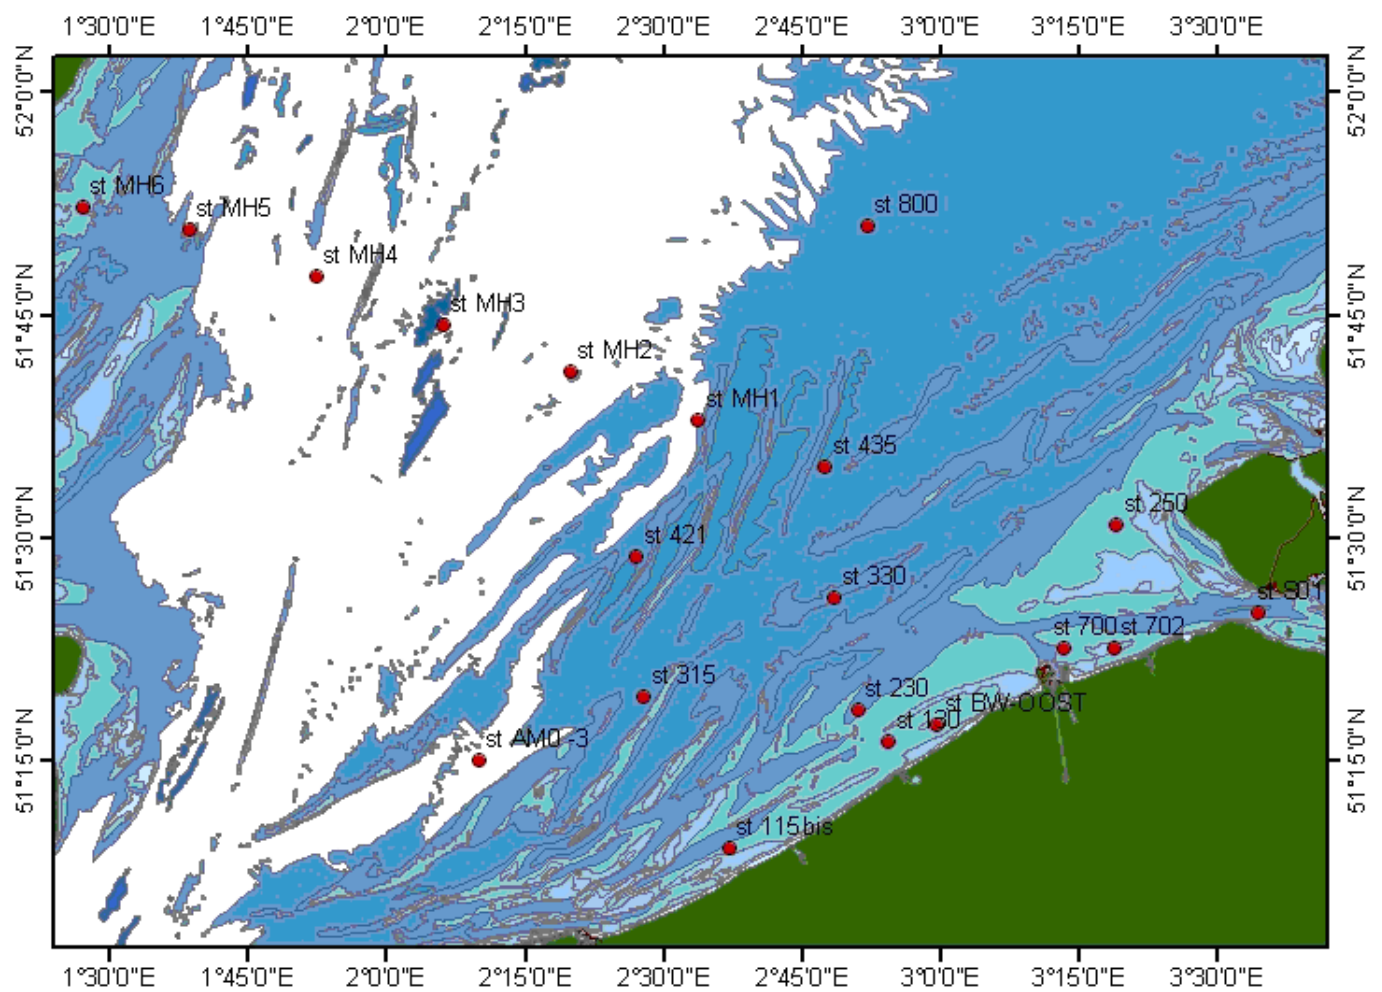 1°30'0"E 1°45'0"E 2°0'0"E 2°15'0"E 2°30'0"E 2°45'0"E 3°0'0"E 3°15'0"E 3°30'0"E
52°0'0"N
52°0'0"N
st MH6
st MH5
st 800
st MH4
st MH3
51°45'0"N
51°45'0"N
st MH2
st MH1
st 435
st 250
51°30'0"N
51°30'0"N
st 421
st 330
st S01
st 700
st 702
st 315
st 230
st BW-OOST
st 130
st AM0 -3
51°15'0"N
51°15'0"N
st 115bis
1°30'0"E 1°45'0"E 2°0'0"E 2°15'0"E 2°30'0"E 2°45'0"E 3°0'0"E 3°15'0"E 3°30'0"E